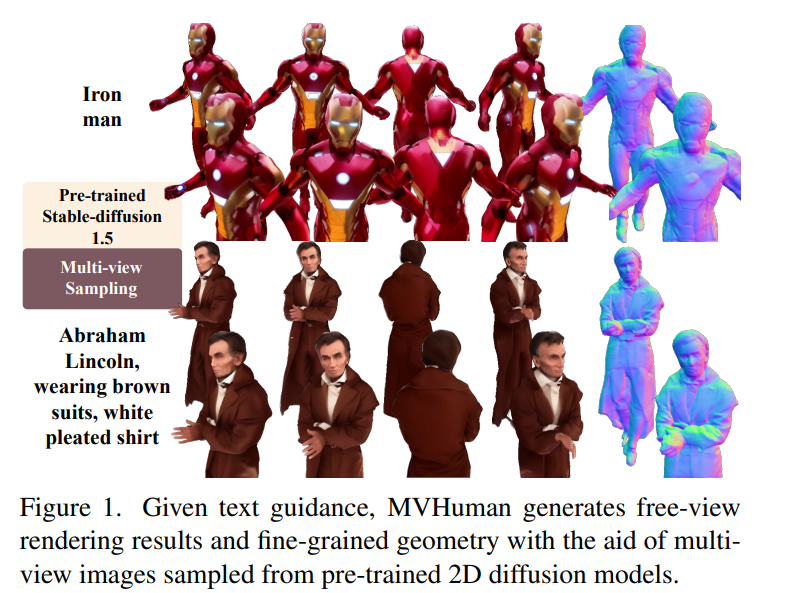 Iron
man
Pre-trained
Stable-diffusion
1.5
Multi-view
Sampling
Abraham
Lincoln,
wearing brown
suits, white
pleated shirt
Figure 1. Given text guidance, MVHuman generates free-view
rendering results and fine-grained geometry with the aid of multi-
view images sampled from pre-trained 2D diffusion models.